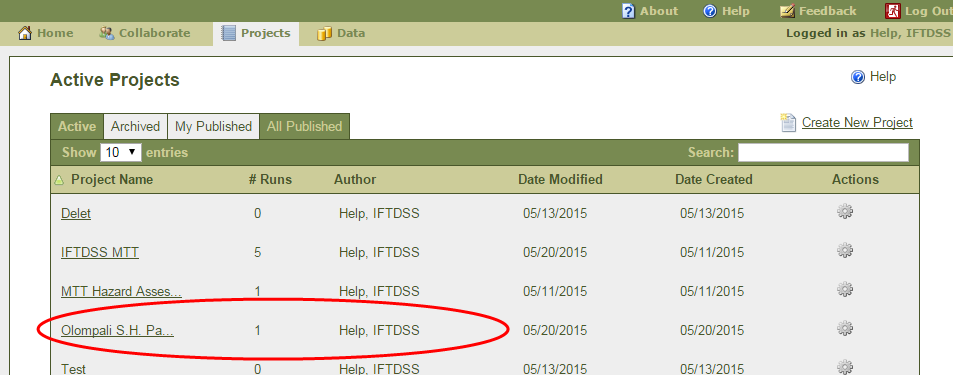 About Help Feedback Log Out
Home Collaborate Projects Data Logged in as Help, IFTDSS
Active Projects Help
Active Archived My Published All Published Create New Project
Show 10 entries Search:
Project Name # Runs Author Date Modified Date Created Actions
Delet 0 Help, IFTDSS 05/13/2015 05/13/2015
IFTDSS MTT 5 Help, IFTDSS 05/20/2015 05/11/2015
MTT Hazard Asses... 1 Help, IFTDSS 05/11/2015 05/11/2015
Olompali S.H. Pa... 1 Help, IFTDSS 05/20/2015 05/20/2015
Test 0 Help, IFTDSS 05/13/2015 05/13/2015